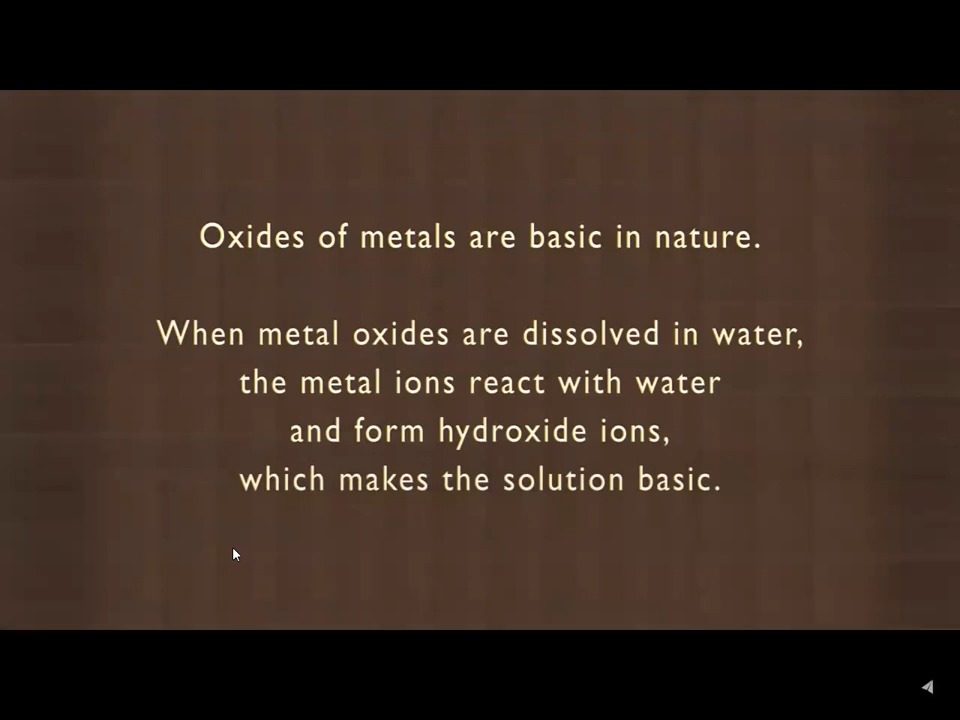 Oxides of metals are basic in nature.
When metal oxides are dissolved in water,
the metal ions react with water
and form hydroxide ions,
which makes the solution basic.